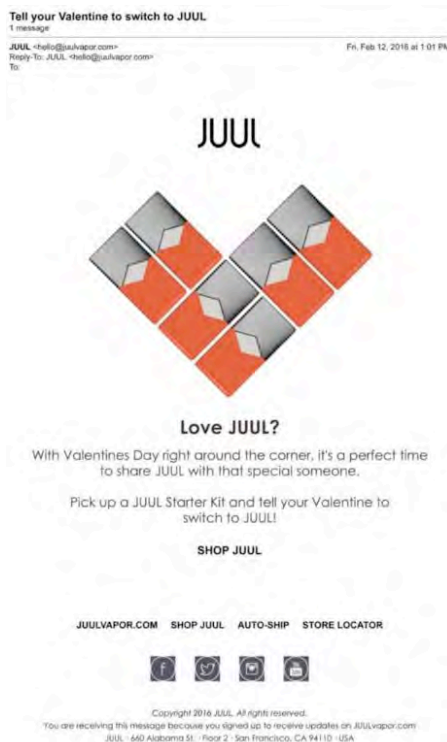 Tell your Valentine to switch to JUUL
1 message
JUUL <hello@juulvapor.com> Fri, Feb 12, 2016 at 1:01 PM
Reply-To: JUUL <hello@juulvapor.com>
To:
JUUL
Love JUUL?
With Valentines Day right around the corner, it's a perfect time
to share JUUL with that special someone.
Pick up a JUUL Starter Kit and tell your Valentine to
switch to JUUL!
SHOP JUUL
JUULVAPOR.COM SHOP JUUL AUTO-SHIP STORE LOCATOR
Copyright 2016 JUUL. All rights reserved.
You are receiving this message because you signed up to receive updates on JUULvapor.com
JUUL · 660 Alabama St. · Floor 2 · San Francisco, CA 94110 · USA